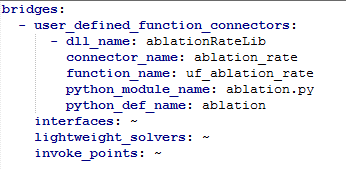 bridges:
  - user_defined_function_connectors:
      - dll_name: ablationRateLib
        connector_name: ablation_rate
        function_name: uf_ablation_rate
        python_module_name: ablation.py
        python_def_name: ablation
    interfaces: ~
    lightweight_solvers: ~
    invoke_points: ~